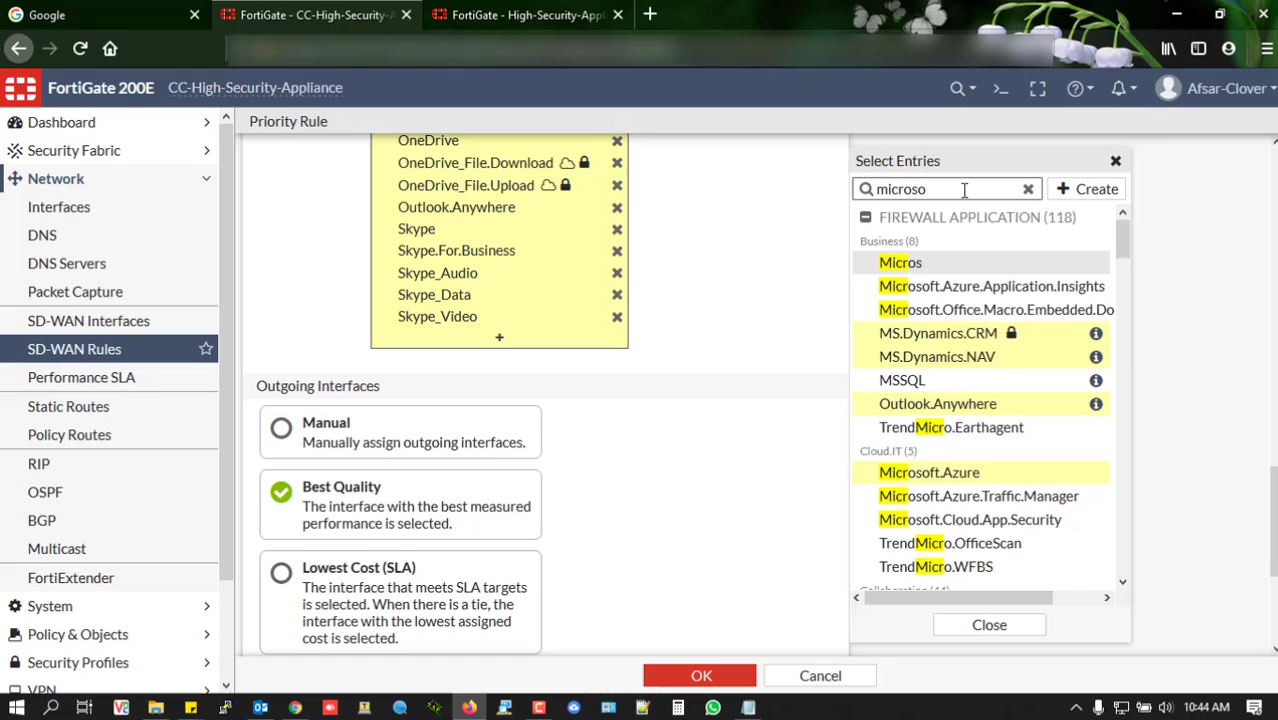 Google
FortiGate - CC-High-Security-A
FortiGate - High-Security-Appl
FortiGate 200E
CC-High-Security-Appliance
Afsar-Clover
Dashboard
Security Fabric
Network
Interfaces
DNS
DNS Servers
Packet Capture
SD-WAN Interfaces
SD-WAN Rules
Performance SLA
Static Routes
Policy Routes
RIP
OSPF
BGP
Multicast
FortiExtender
System
Policy & Objects
Security Profiles
VPN
Priority Rule
OneDrive
OneDrive_File.Download
OneDrive_File.Upload
Outlook.Anywhere
Skype
Skype.For.Business
Skype_Audio
Skype_Data
Skype_Video
Outgoing Interfaces
Manual
Manually assign outgoing interfaces.
Best Quality
The interface with the best measured
performance is selected.
Lowest Cost (SLA)
The interface that meets SLA targets
is selected. When there is a tie, the
interface with the lowest assigned
cost is selected.
Select Entries
microso
Create
FIREWALL APPLICATION (118)
Business (8)
Micros
Microsoft.Azure.Application.Insights
Microsoft.Office.Macro.Embedded.Do
MS.Dynamics.CRM
MS.Dynamics.NAV
MSSQL
Outlook.Anywhere
TrendMicro.Earthagent
Cloud.IT (5)
Microsoft.Azure
Microsoft.Azure.Traffic.Manager
Microsoft.Cloud.App.Security
TrendMicro.OfficeScan
TrendMicro.WFBS
Close
OK
Cancel
10:44 AM